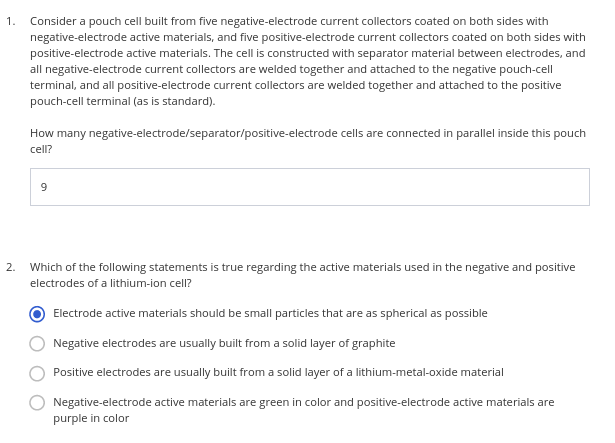 1. Consider a pouch cell built from five negative-electrode current collectors coated on both sides with
negative-electrode active materials, and five positive-electrode current collectors coated on both sides with
positive-electrode active materials. The cell is constructed with separator material between electrodes, and
all negative-electrode current collectors are welded together and attached to the negative pouch-cell
terminal, and all positive-electrode current collectors are welded together and attached to the positive
pouch-cell terminal (as is standard).
How many negative-electrode/separator/positive-electrode cells are connected in parallel inside this pouch
cell?
9
2. Which of the following statements is true regarding the active materials used in the negative and positive
electrodes of a lithium-ion cell?
Electrode active materials should be small particles that are as spherical as possible
Negative electrodes are usually built from a solid layer of graphite
Positive electrodes are usually built from a solid layer of a lithium-metal-oxide material
Negative-electrode active materials are green in color and positive-electrode active materials are
purple in color